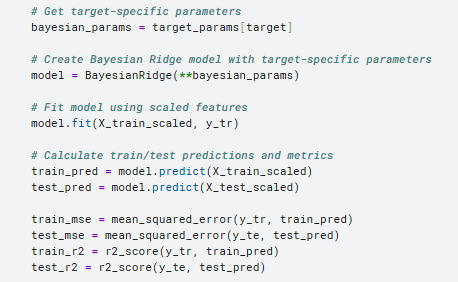 # Get target-specific parameters
bayesian_params = target_params[target]
# Create Bayesian Ridge model with target-specific parameters
model = BayesianRidge(**bayesian_params)
# Fit model using scaled features
model.fit(X_train_scaled, y_tr)
# Calculate train/test predictions and metrics
train_pred = model.predict(X_train_scaled)
test_pred = model.predict(X_test_scaled)
train_mse = mean_squared_error(y_tr, train_pred)
test_mse = mean_squared_error(y_te, test_pred)
train_r2 = r2_score(y_tr, train_pred)
test_r2 = r2_score(y_te, test_pred)